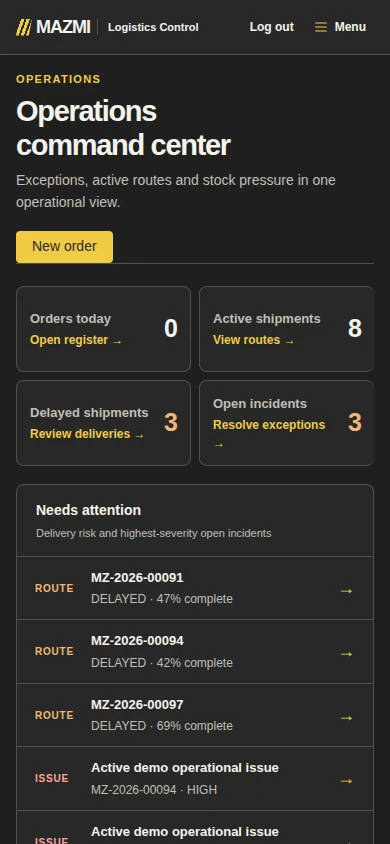 MAZMI Logistics Control Log out Menu
OPERATIONS
Operations
command center
Exceptions, active routes and stock pressure in one
operational view.
New order
Orders today
Open register →
0
Active shipments
View routes →
8
Delayed shipments
Review deliveries →
3
Open incidents
Resolve exceptions
→
3
Needs attention
Delivery risk and highest-severity open incidents
ROUTE
MZ-2026-00091
DELAYED · 47% complete
→
ROUTE
MZ-2026-00094
DELAYED · 42% complete
→
ROUTE
MZ-2026-00097
DELAYED · 69% complete
→
ISSUE
Active demo operational issue
MZ-2026-00094 · HIGH
→
ISSUE
Active demo operational issue